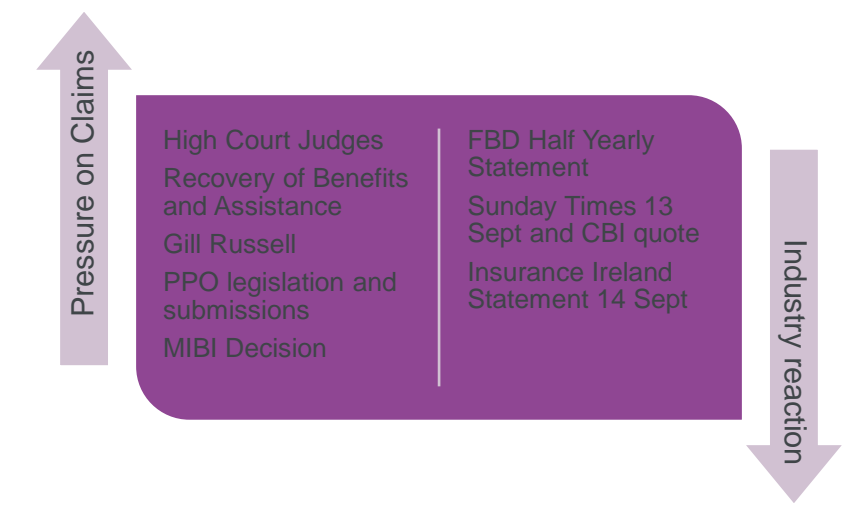 Pressure on Claims
High Court Judges
Recovery of Benefits
and Assistance
Gill Russell
PPO legislation and
submissions
MIBI Decision
FBD Half Yearly
Statement
Sunday Times 13
Sept and CBI quote
Insurance Ireland
Statement 14 Sept
Industry reaction